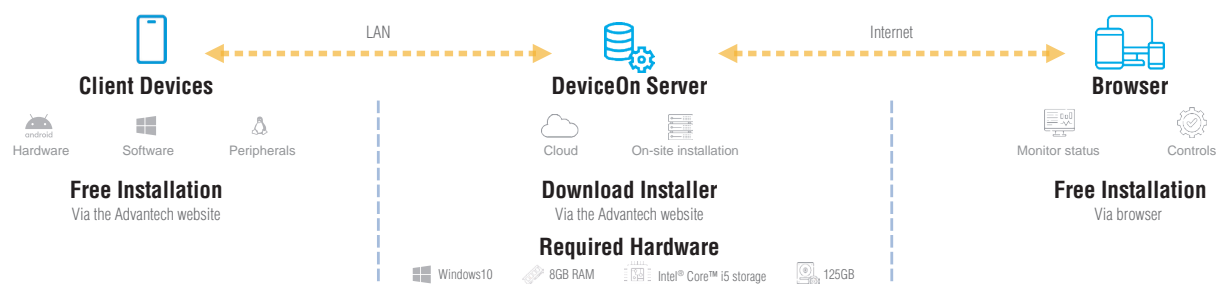 LAN
Internet
Client Devices
DeviceOn Server
Browser
android
Hardware
Software
Peripherals
Cloud
On-site installation
Monitor status
Controls
Free Installation
Via the Advantech website
Download Installer
Via the Advantech website
Free Installation
Via browser
Required Hardware
Windows10
8GB RAM
Intel® Core™ i5 storage
125GB